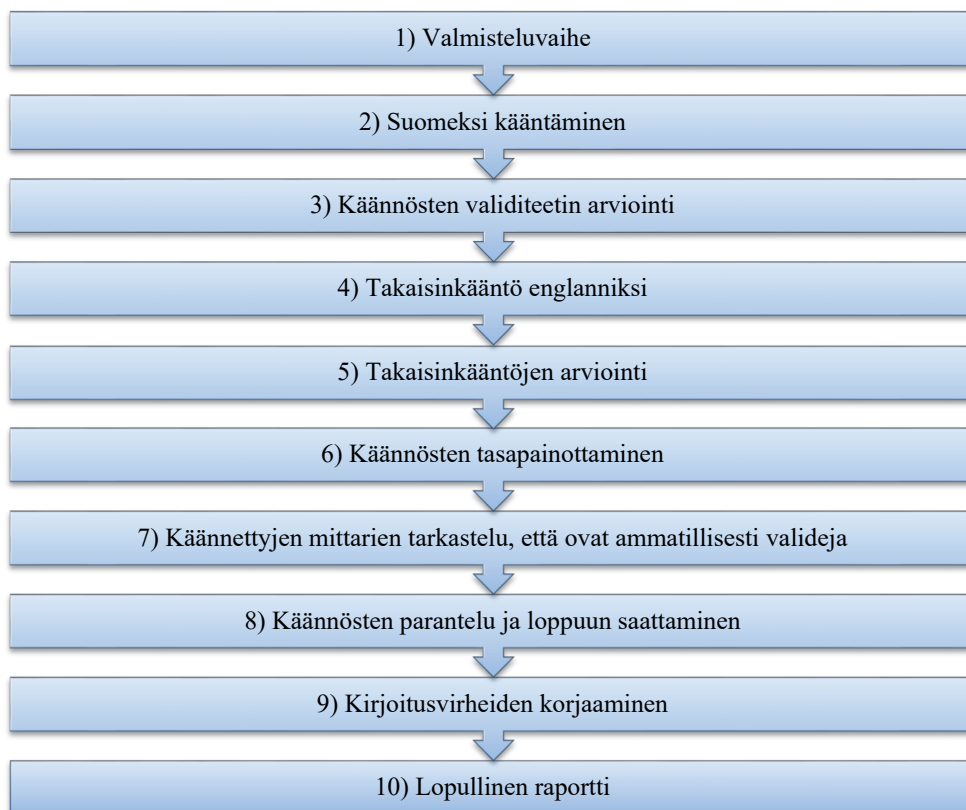 1) Valmisteluvaihe
2) Suomeksi kääntäminen
3) Käännösten validiteetin arviointi
4) Takaisinkääntö englanniksi
5) Takaisinkääntöjen arviointi
6) Käännösten tasapainottaminen
7) Käännettyjen mittarien tarkastelu, että ovat ammatillisesti valideja
8) Käännösten parantelu ja loppuun saattaminen
9) Kirjoitusvirheiden korjaaminen
10) Lopullinen raportti